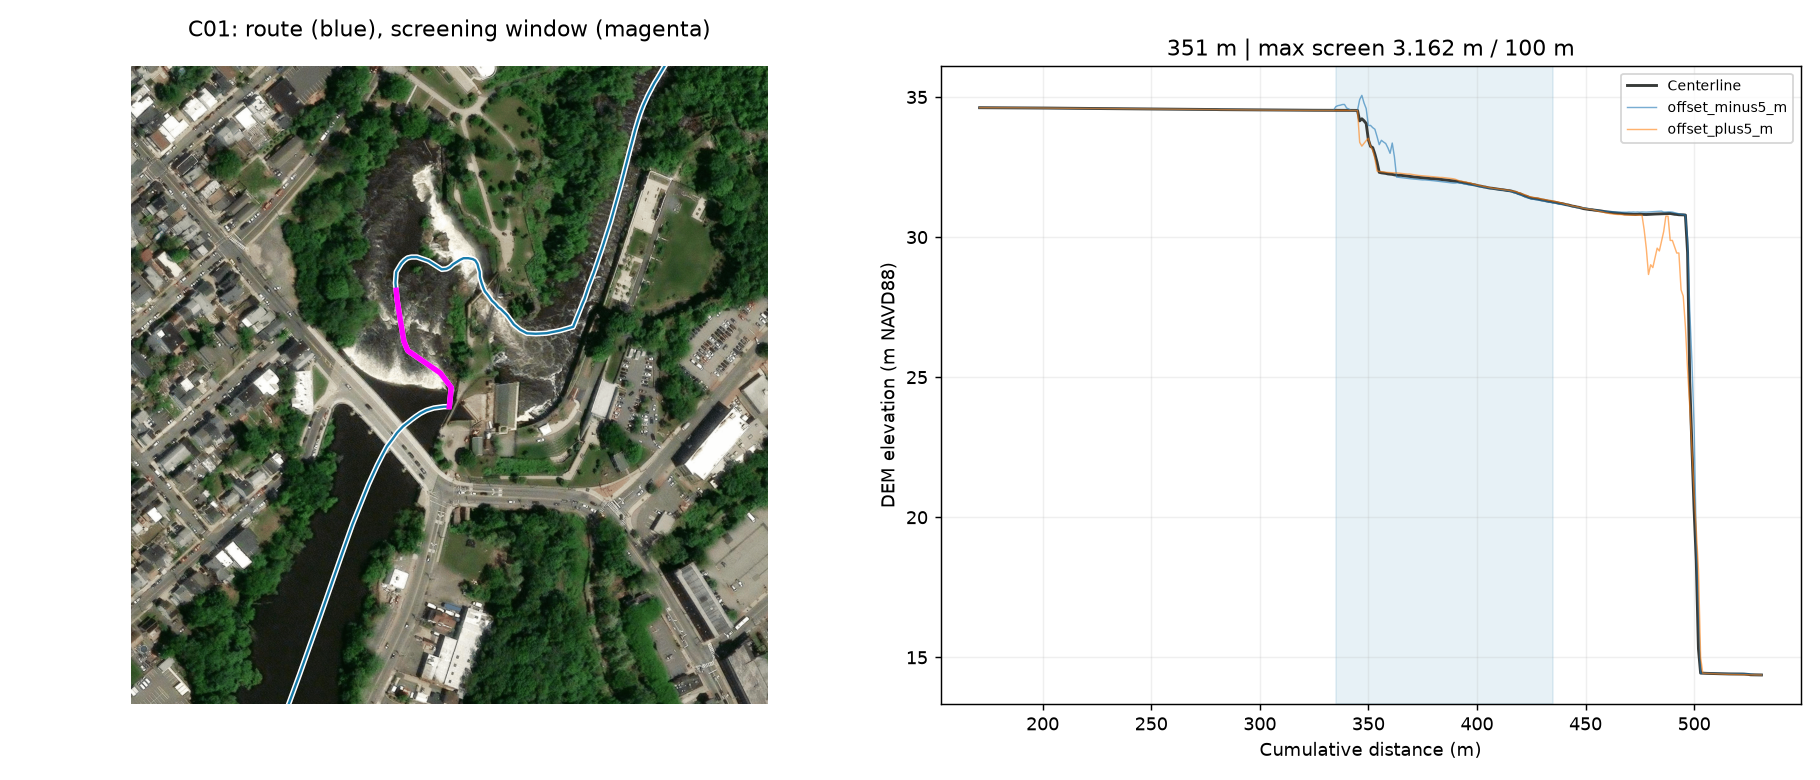 C01: route (blue), screening window (magenta)
351 m | max screen 3.162 m / 100 m
Centerline
offset_minus5_m
offset_plus5_m
DEM elevation (m NAVD88)
35
30
25
20
15
200 250 300 350 400 450 500
Cumulative distance (m)